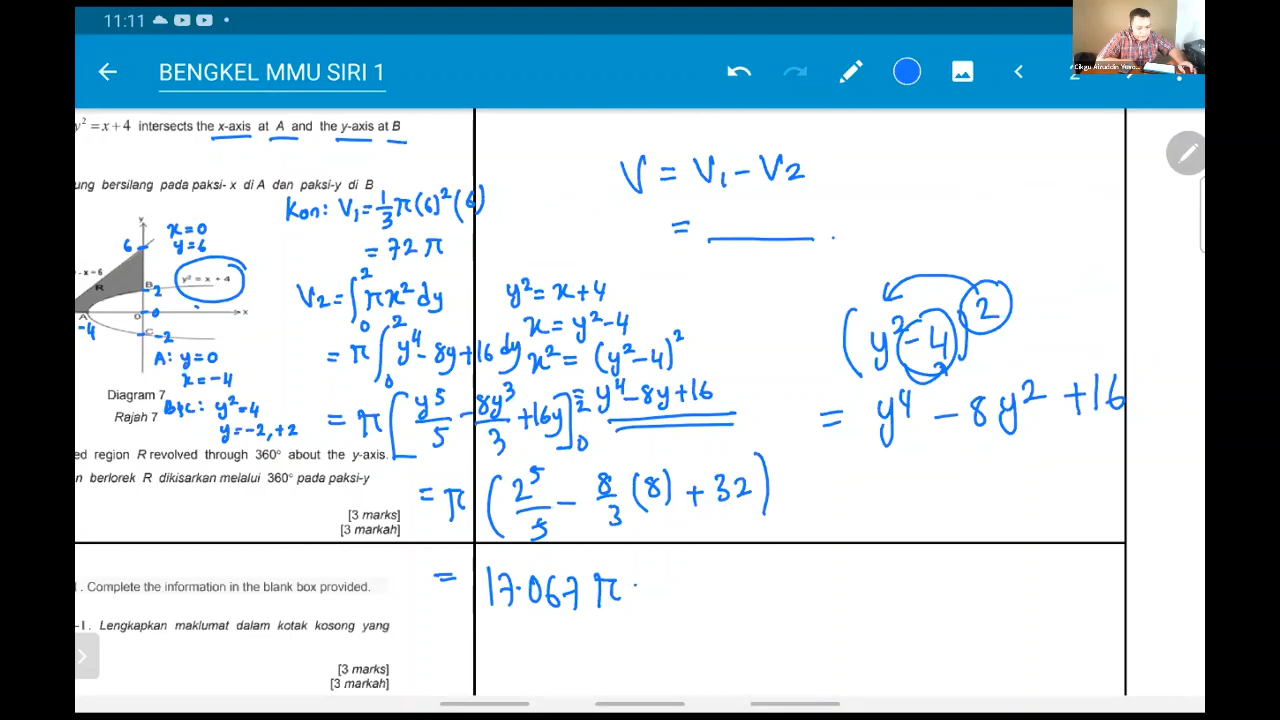 11:11
BENGKEL MMU SIRI 1
Cikgu Aizuddin Yuro...
y² = x + 4 intersects the x-axis at A and the y-axis at B
ung bersilang pada paksi- x di A dan paksi-y di B
Kon: V₁ = 1/3 π(6)²(6)
= 72π
V = V₁ - V₂
= ______ .
x = 0
y = 6
6
y
- x = 6
R
y² = x + 4
B
2
0
x
A
-4
C
-2
A: y = 0
x = -4
Diagram 7
Rajah 7
B&C: y² = 4
y = -2, +2
V₂ = ∫₀² πx² dy
= π ∫₀² y⁴ - 8y + 16 dy
= π [y⁵/5 - 8y³/3 + 16y]₀²
= π (2⁵/5 - 8/3 (8) + 32)
= 17.067 π .
y² = x + 4
x = y² - 4
x² = (y² - 4)²
= y⁴ - 8y + 16
(y² - 4)²
= y⁴ - 8y² + 16
ed region R revolved through 360° about the y-axis.
n berlorek R dikisarkan melalui 360° pada paksi-y
[3 marks]
[3 markah]
. Complete the information in the blank box provided.
-1. Lengkapkan maklumat dalam kotak kosong yang
[3 marks]
[3 markah]